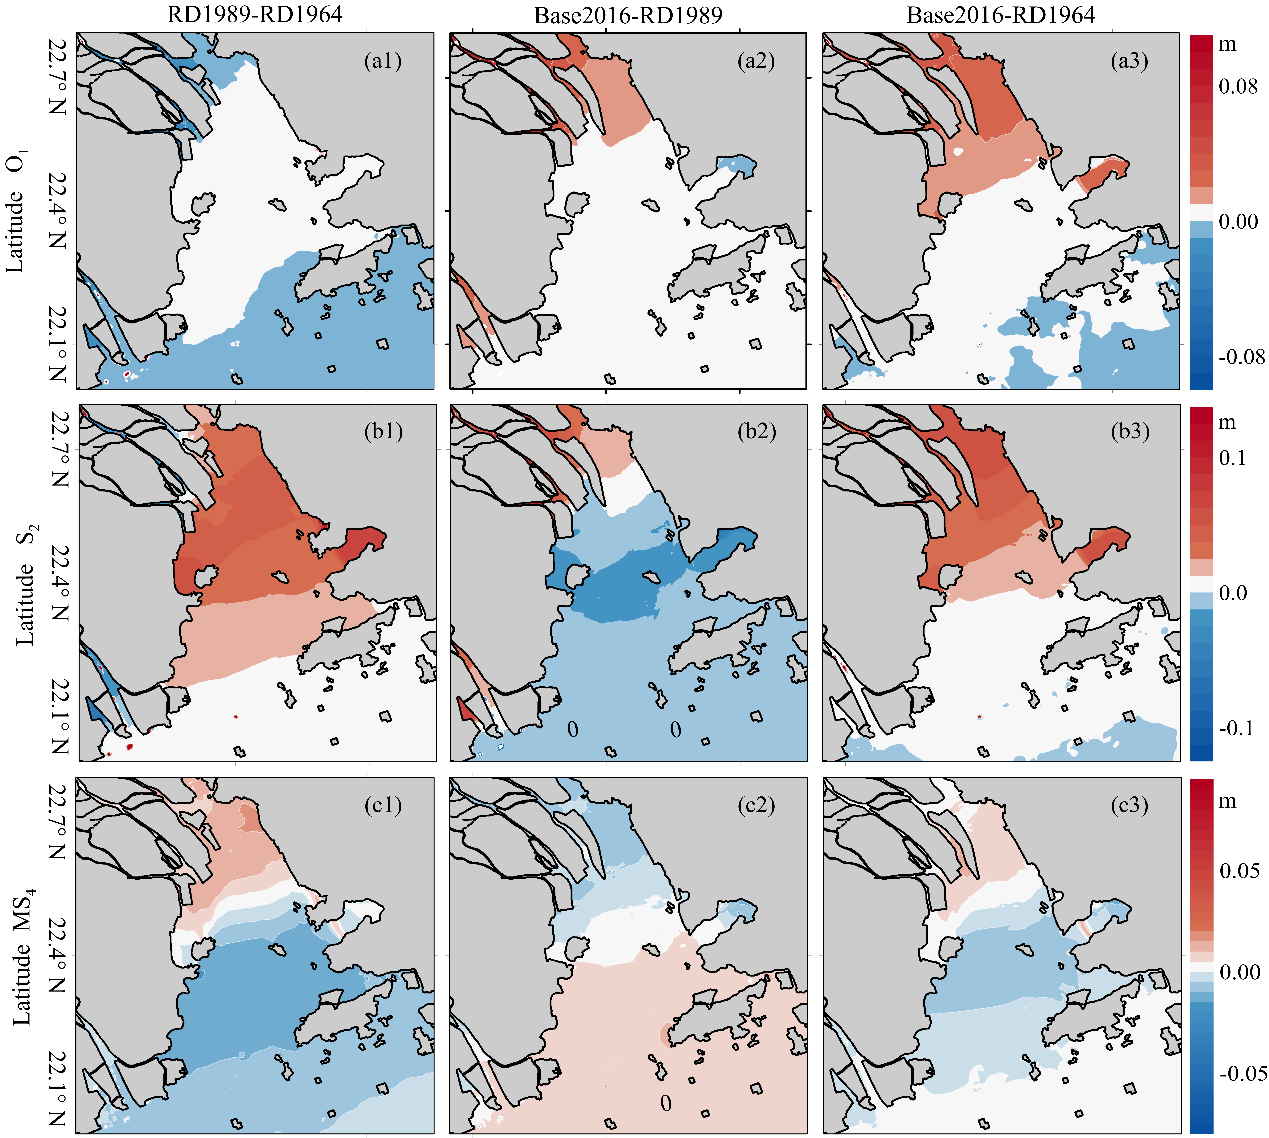 RD1989-RD1964 Base2016-RD1989 Base2016-RD1964
Latitude O₁
22.7° N
22.4° N
22.1° N
(a1) (a2) (a3)
m
0.08
0.00
-0.08
Latitude S₂
22.7° N
22.4° N
22.1° N
(b1) (b2) (b3)
0 0
m
0.1
0.0
-0.1
Latitude MS₄
22.7° N
22.4° N
22.1° N
(c1) (c2) (c3)
0
m
0.05
0.00
-0.05